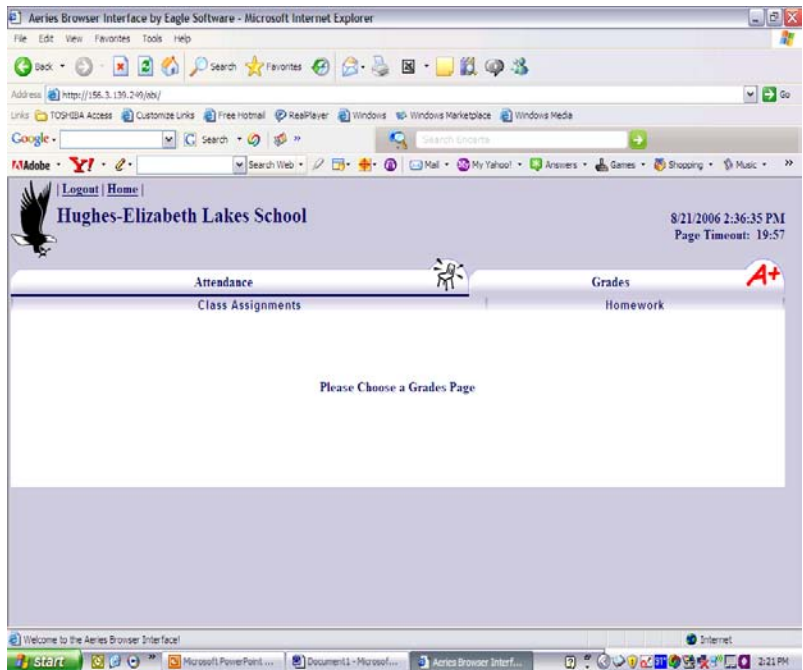 Aeries Browser Interface by Eagle Software - Microsoft Internet Explorer
File Edit View Favorites Tools Help
Back Search Favorites
Address http://156.3.139.249/abi/ Go
Links TOSHIBA Access Customize Links Free Hotmail RealPlayer Windows Windows Marketplace Windows Media
Google Search » Search Encarta
Adobe Y! Search Web Mail My Yahoo! Answers Games Shopping Music »
| Logout | Home |
Hughes-Elizabeth Lakes School
8/21/2006 2:36:35 PM
Page Timeout: 19:57
Attendance Grades A+
Class Assignments Homework
Please Choose a Grades Page
Welcome to the Aeries Browser Interface! Internet
start » Microsoft PowerPoint ... Document1 - Microsof... Aeries Browser Interf... 2:21 PM